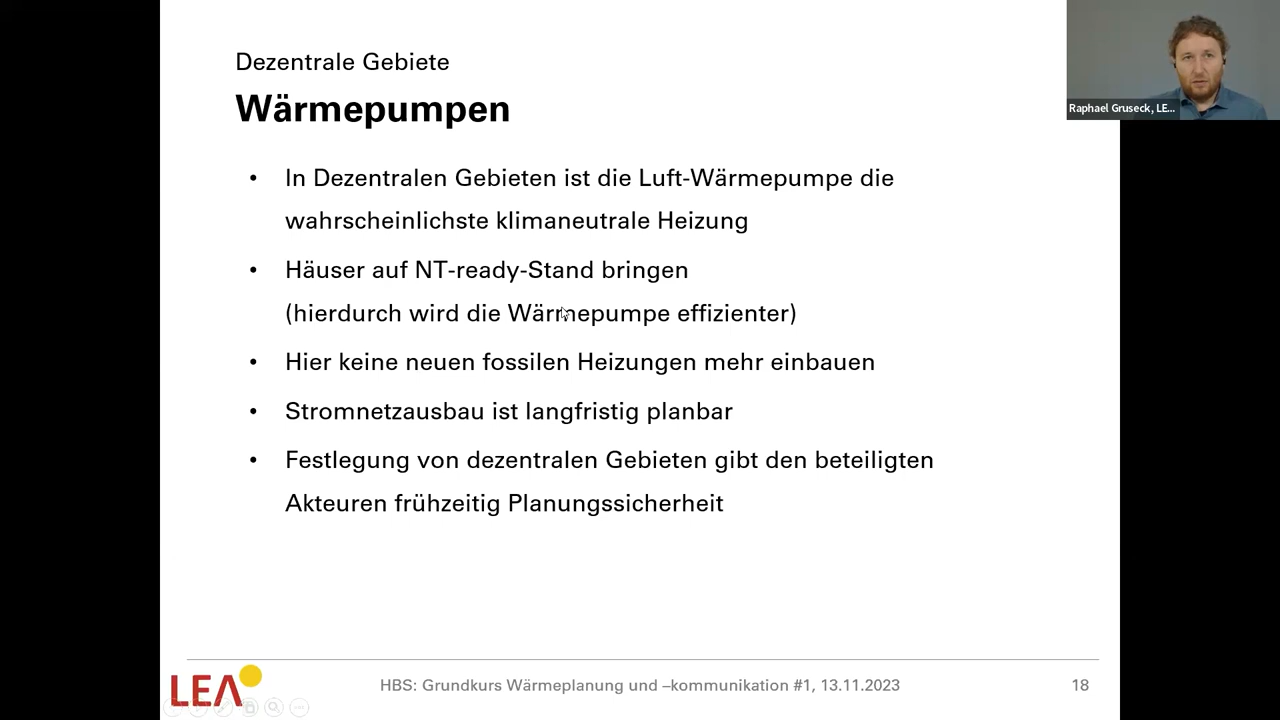 Dezentrale Gebiete
Wärmepumpen
Raphael Gruseck, LE...
• In Dezentralen Gebieten ist die Luft-Wärmepumpe die
wahrscheinlichste klimaneutrale Heizung
• Häuser auf NT-ready-Stand bringen
(hierdurch wird die Wärmepumpe effizienter)
• Hier keine neuen fossilen Heizungen mehr einbauen
• Stromnetzausbau ist langfristig planbar
• Festlegung von dezentralen Gebieten gibt den beteiligten
Akteuren frühzeitig Planungssicherheit
LEA
HBS: Grundkurs Wärmeplanung und –kommunikation #1, 13.11.2023
18